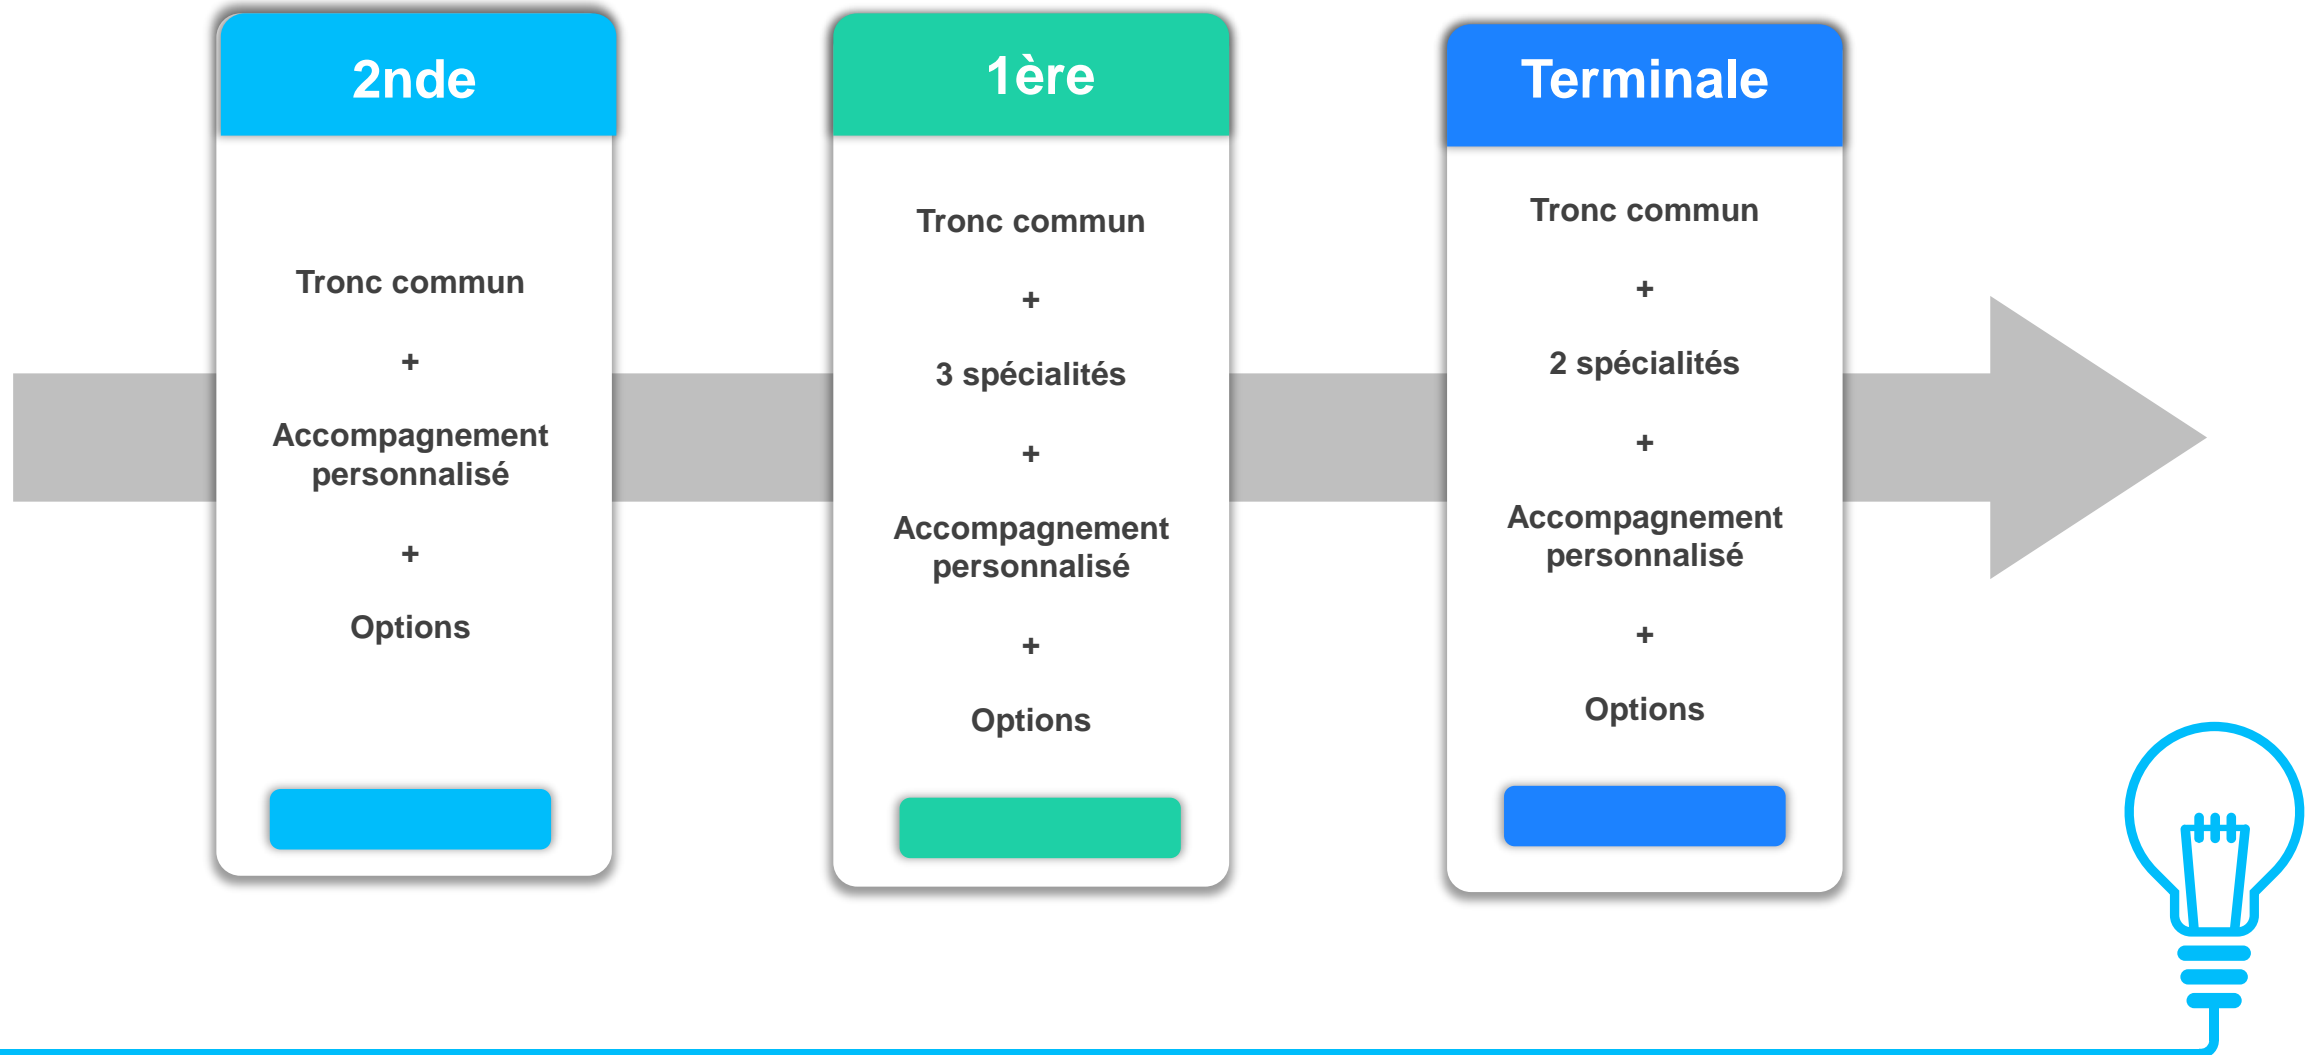 2nde
Tronc commun
+
Accompagnement
personnalisé
+
Options
1ère
Tronc commun
+
3 spécialités
+
Accompagnement
personnalisé
+
Options
Terminale
Tronc commun
+
2 spécialités
+
Accompagnement
personnalisé
+
Options